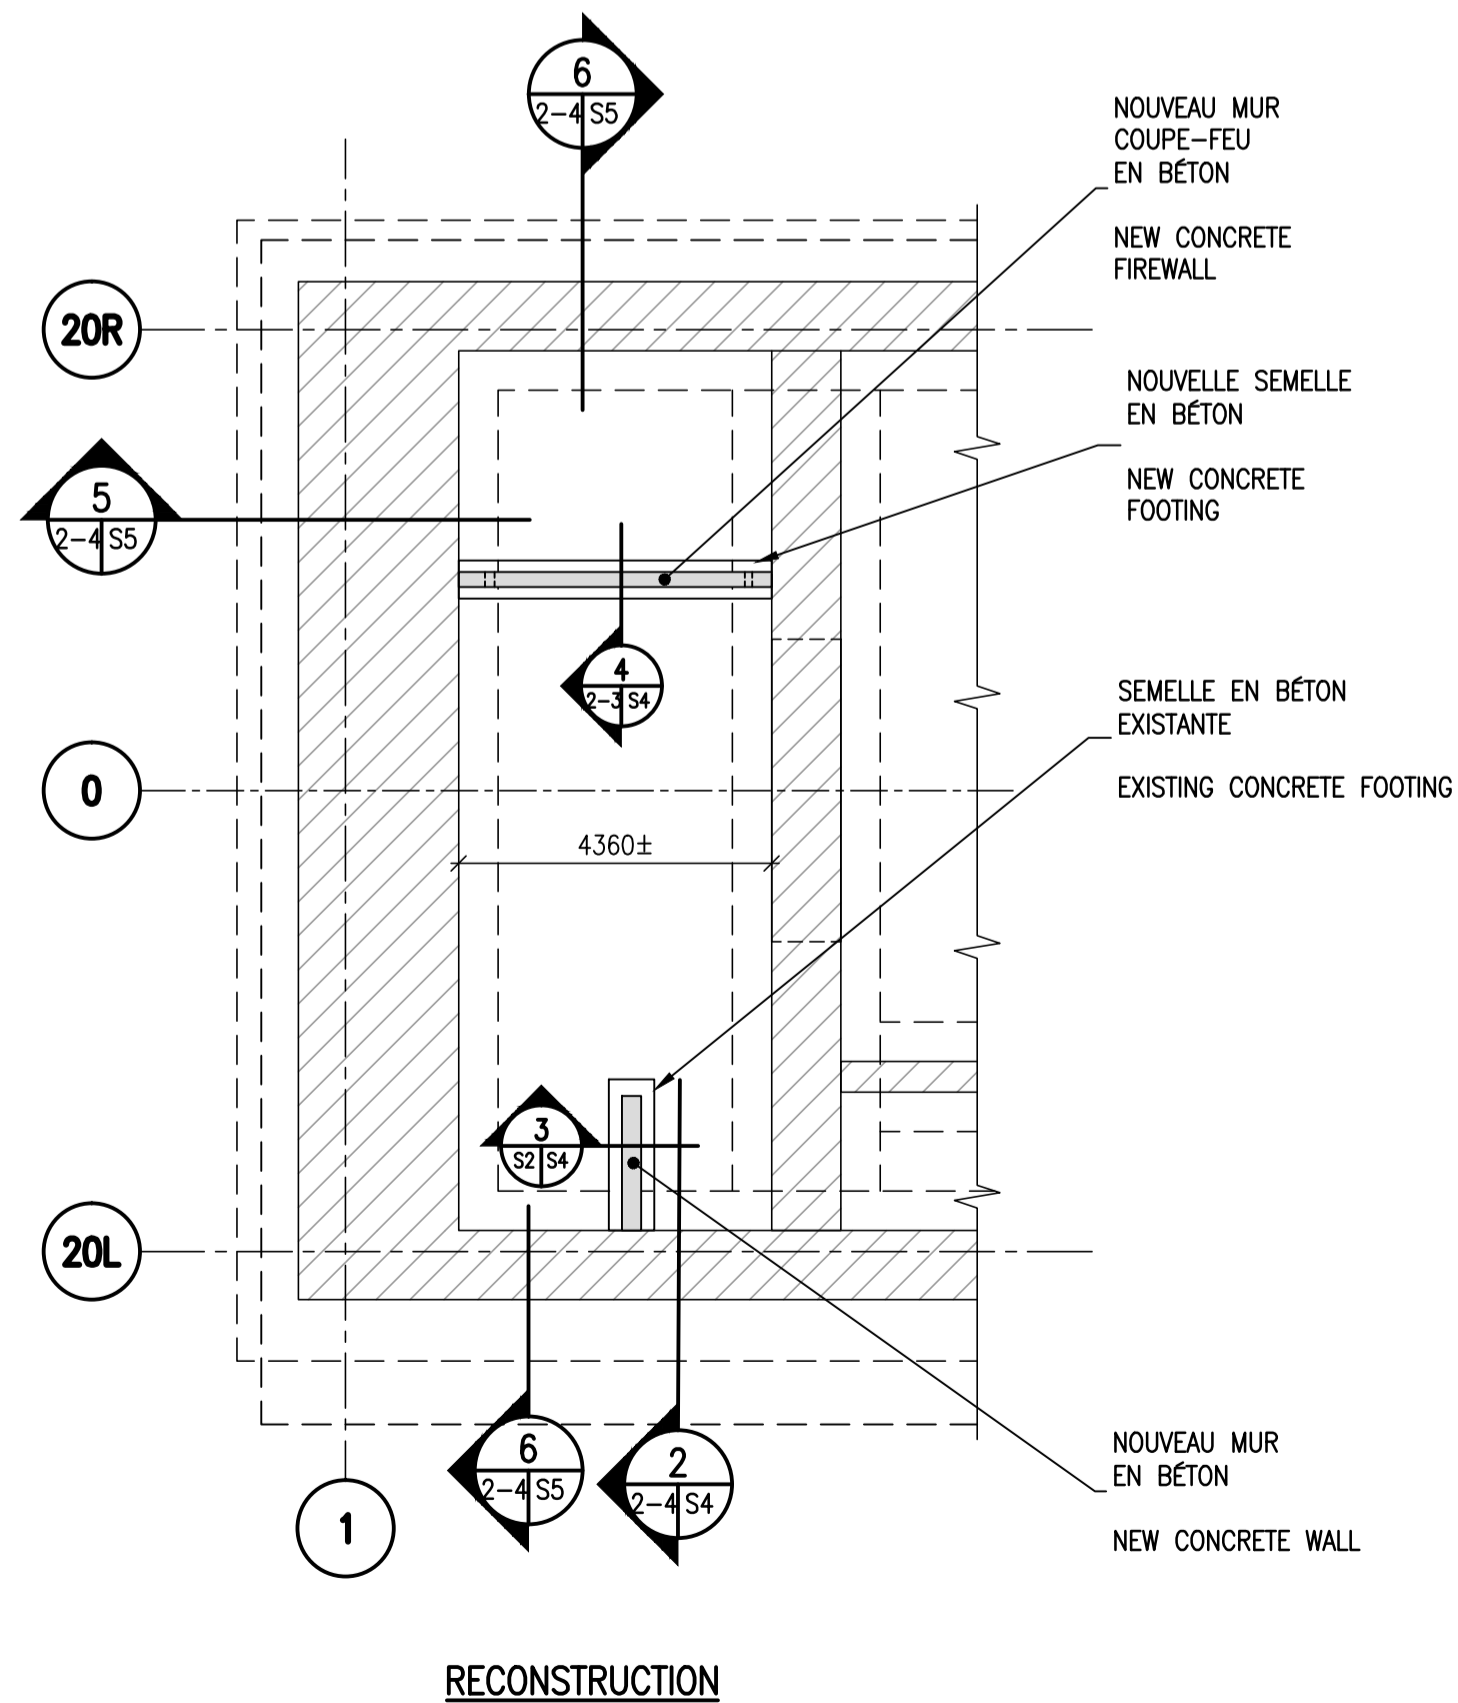 6
2-4 S5
NOUVEAU MUR
COUPE-FEU
EN BÉTON
NEW CONCRETE
FIREWALL
20R
NOUVELLE SEMELLE
EN BÉTON
NEW CONCRETE
FOOTING
5
2-4 S5
4
2-3 S4
SEMELLE EN BÉTON
EXISTANTE
EXISTING CONCRETE FOOTING
0
4360±
3
S2 S4
20L
6
2-4 S5
2
2-4 S4
NOUVEAU MUR
EN BÉTON
NEW CONCRETE WALL
1
RECONSTRUCTION